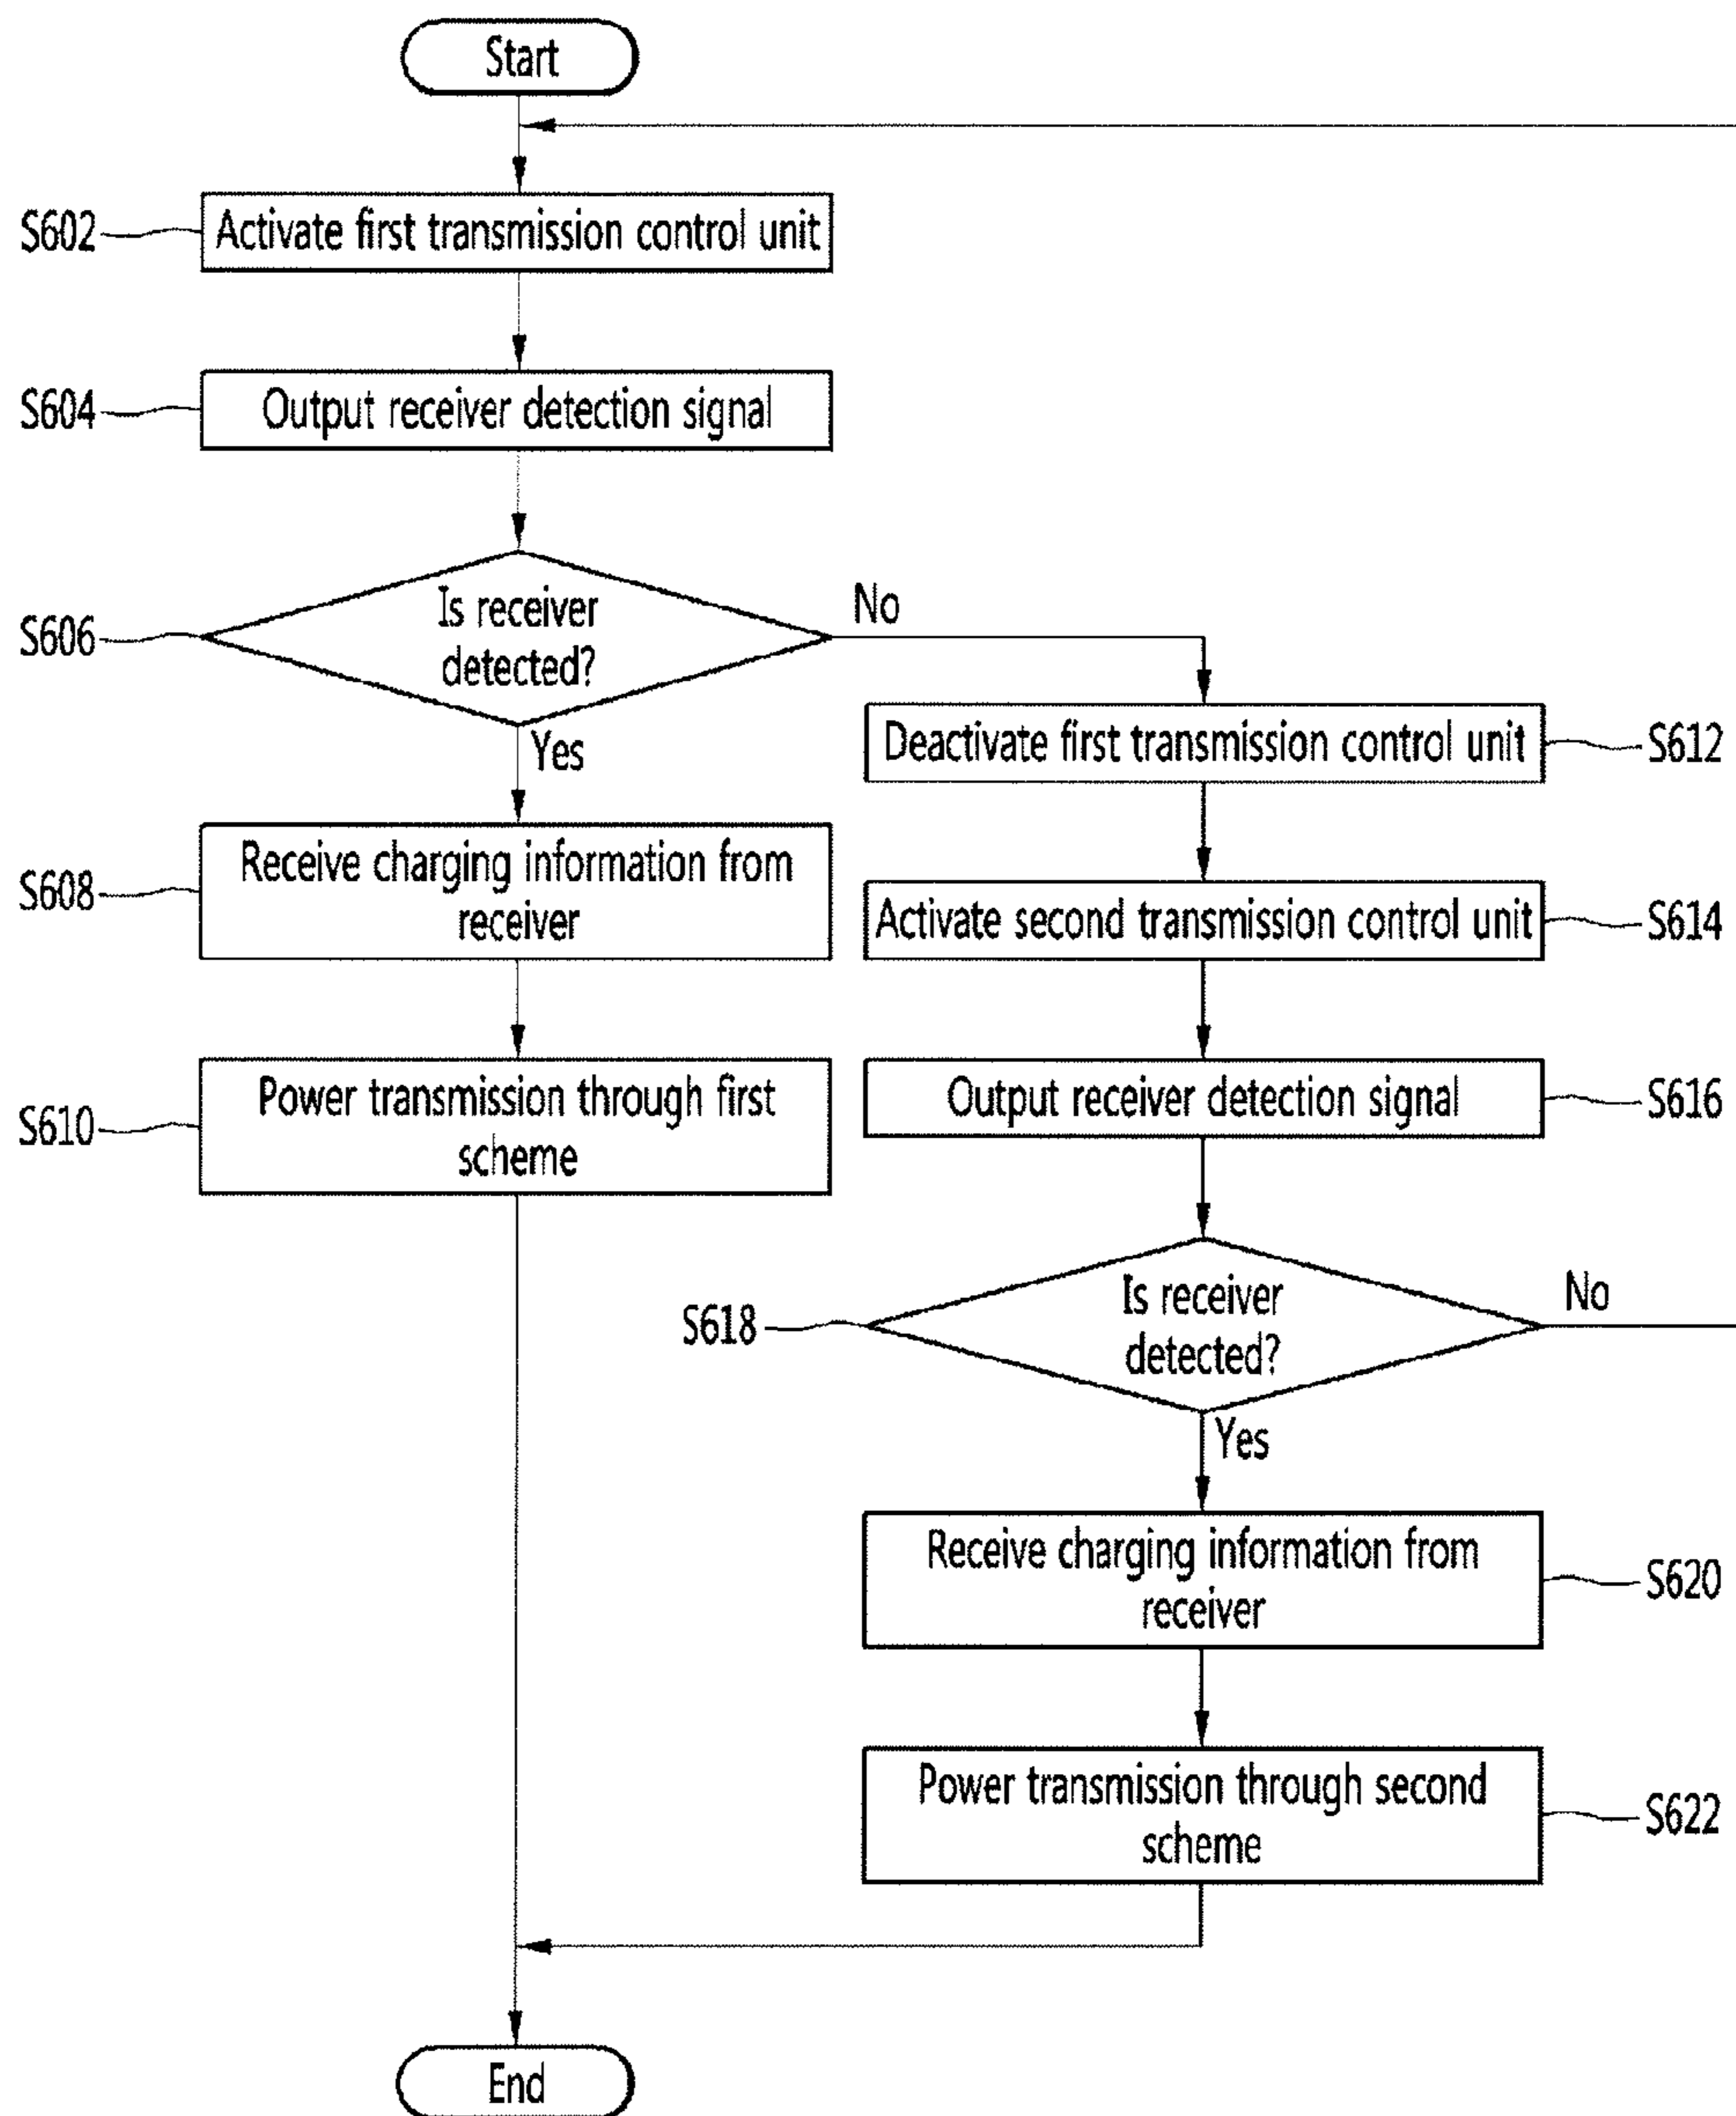 Start
S602
Activate first transmission control unit
S604
Output receiver detection signal
S606
Is receiver
detected?
No
Yes
S612
Deactivate first transmission control unit
S608
Receive charging information from
receiver
S614
Activate second transmission control unit
S610
Power transmission through first
scheme
S616
Output receiver detection signal
S618
Is receiver
detected?
No
Yes
S620
Receive charging information from
receiver
S622
Power transmission through second
scheme
End